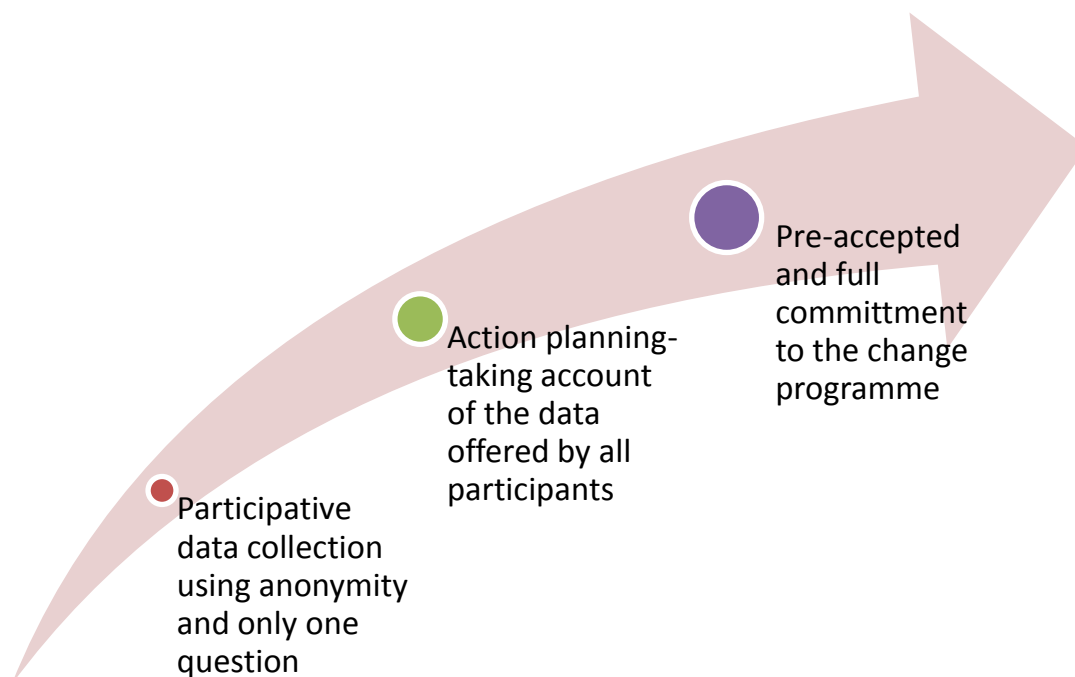 Participative
data collection
using anonymity
and only one
question
Action planning-
taking account
of the data
offered by all
participants
Pre-accepted
and full
committment
to the change
programme